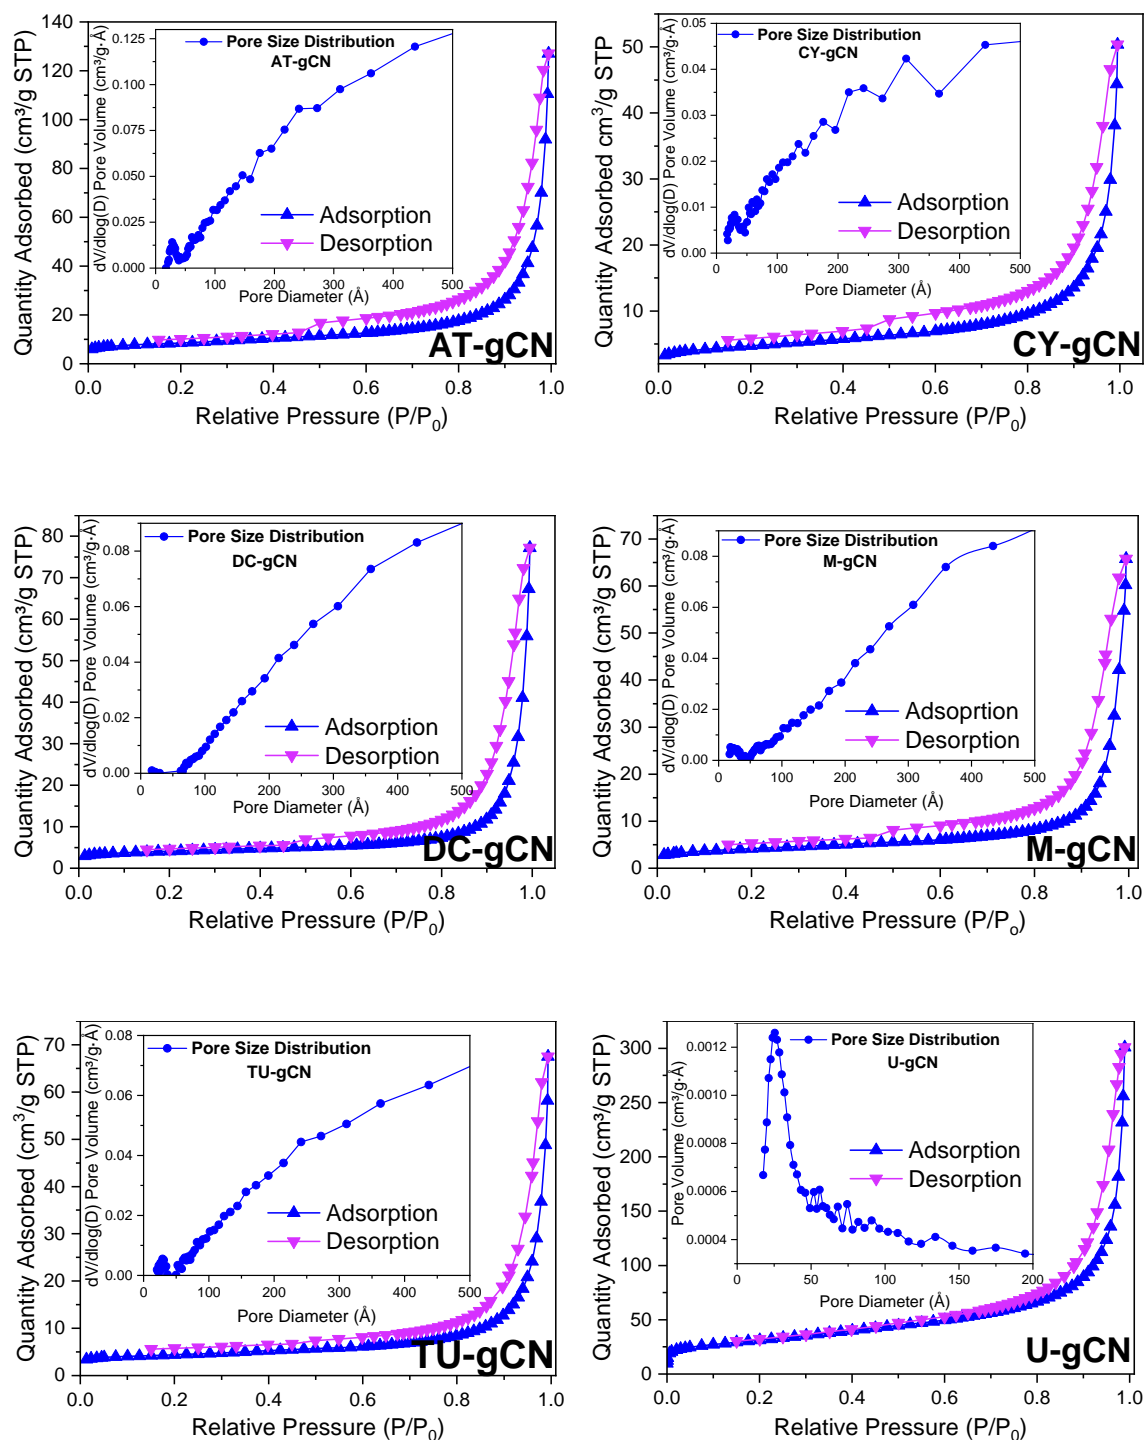 Quantity Adsorbed (cm³/g STP)
140
120
100
80
60
40
20
0
0.0
0.2
0.4
0.6
0.8
1.0
Relative Pressure (P/P₀)
dV/dlog(D) Pore Volume (cm³/g·Å)
0.125
0.100
0.075
0.050
0.025
0.000
0
100
200
300
400
500
Pore Diameter (Å)
Pore Size Distribution
AT-gCN
Adsorption
Desorption
AT-gCN
Quantity Adsorbed cm³/g STP)
50
40
30
20
10
0.0
0.2
0.4
0.6
0.8
1.0
Relative Pressure (P/P₀)
dV/dlog(D) Pore Volume (cm³/g·Å)
0.05
0.04
0.03
0.02
0.01
0.00
0
100
200
300
400
500
Pore Diameter (Å)
Pore Size Distribution
CY-gCN
Adsorption
Desorption
CY-gCN
Quantity Adsorbed (cm³/g STP)
80
70
60
50
40
30
20
10
0
0.0
0.2
0.4
0.6
0.8
1.0
Relative Pressure (P/P₀)
dV/dlog(D) Pore Volume (cm³/g·Å)
0.08
0.06
0.04
0.02
0.00
0
100
200
300
400
500
Pore Diameter (Å)
Pore Size Distribution
DC-gCN
Adsorption
Desorption
DC-gCN
Quantity Adsorbed (cm³/g STP)
70
60
50
40
30
20
10
0
0.0
0.2
0.4
0.6
0.8
1.0
Relative Pressure (P/Pₒ)
dV/dlog(D) Pore Volume (cm³/g·Å)
0.08
0.06
0.04
0.02
0.00
0
100
200
300
400
500
Pore Diameter (Å)
Pore Size Distribution
M-gCN
Adsoprtion
Desorption
M-gCN
Quantity Adsorbed (cm³/g STP)
70
60
50
40
30
20
10
0
0.0
0.2
0.4
0.6
0.8
1.0
Relative Pressure (P/P₀)
dV/dlog(D) Pore Volume (cm³/g·Å)
0.08
0.06
0.04
0.02
0.00
0
100
200
300
400
500
Pore Diameter (Å)
Pore Size Distribution
TU-gCN
Adsorption
Desorption
TU-gCN
Quantity Adsorbed (cm³/g STP)
300
250
200
150
100
50
0
0.0
0.2
0.4
0.6
0.8
1.0
Relative Pressure (P/P₀)
Pore Volume (cm³/g·Å)
0.0012
0.0010
0.0008
0.0006
0.0004
0
50
100
150
200
Pore Diameter (Å)
Pore Size Distribution
U-gCN
Adsorption
Desorption
U-gCN